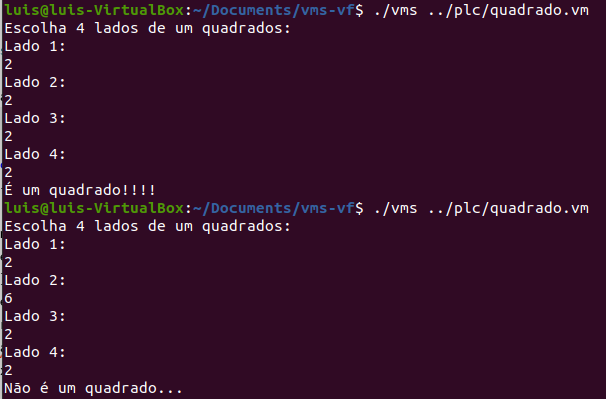 luis@luis-VirtualBox:~/Documents/vms-vf$ ./vms ../plc/quadrado.vm
Escolha 4 lados de um quadrados:
Lado 1:
2
Lado 2:
2
Lado 3:
2
Lado 4:
2
É um quadrado!!!!
luis@luis-VirtualBox:~/Documents/vms-vf$ ./vms ../plc/quadrado.vm
Escolha 4 lados de um quadrados:
Lado 1:
2
Lado 2:
6
Lado 3:
2
Lado 4:
2
Não é um quadrado...